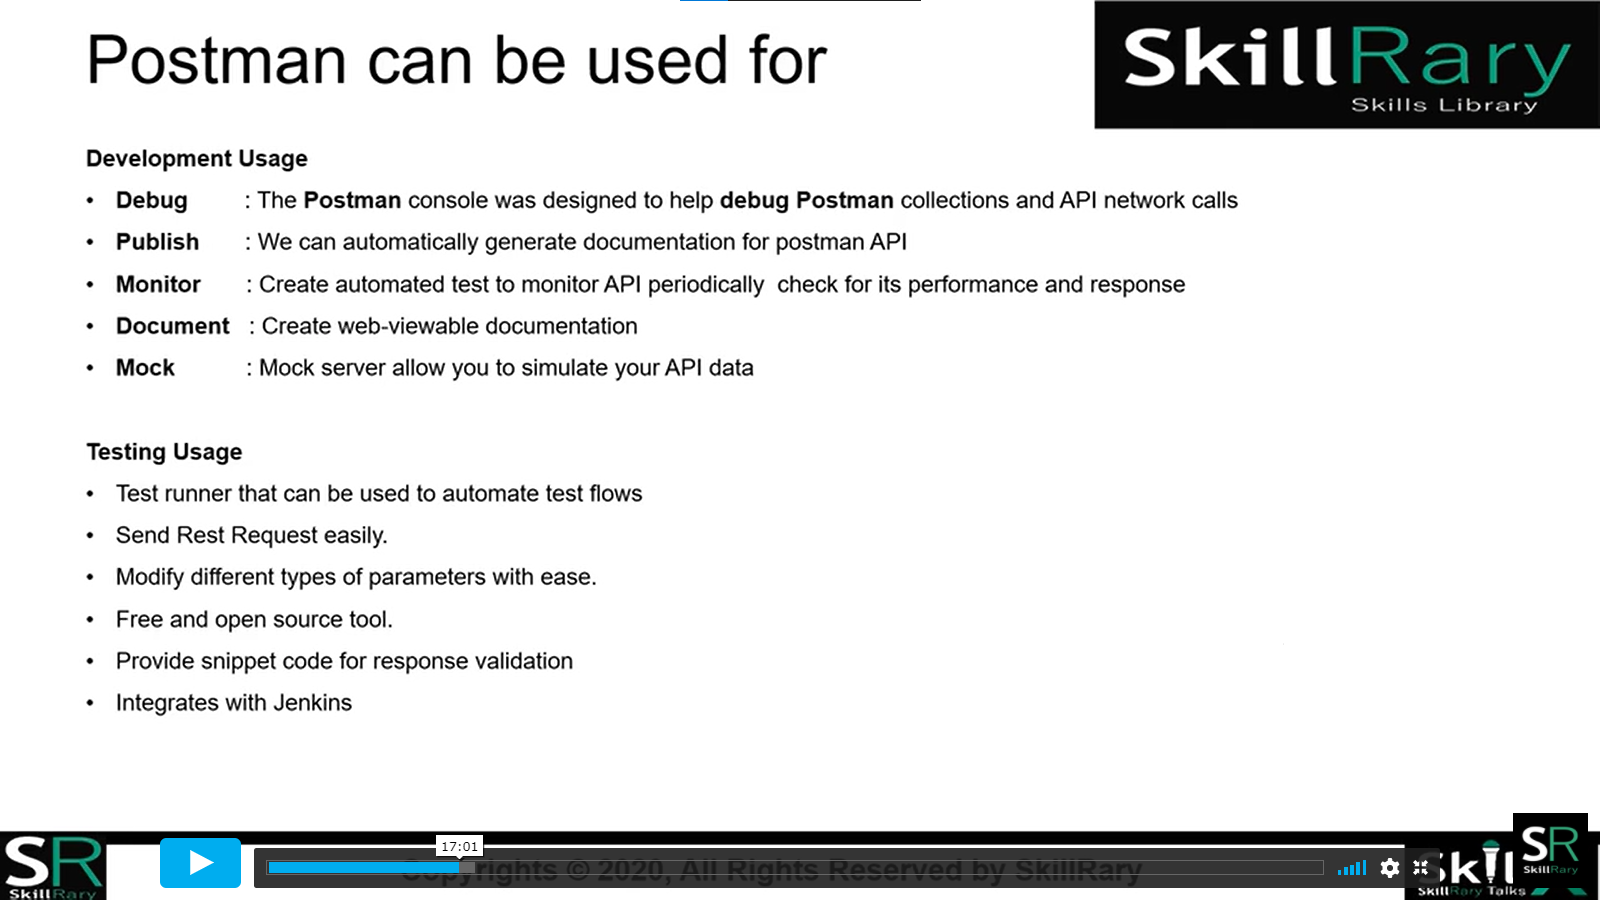 Postman can be used for
SkillRary
Skills Library
Development Usage
• Debug : The Postman console was designed to help debug Postman collections and API network calls
• Publish : We can automatically generate documentation for postman API
• Monitor : Create automated test to monitor API periodically check for its performance and response
• Document : Create web-viewable documentation
• Mock : Mock server allow you to simulate your API data
Testing Usage
• Test runner that can be used to automate test flows
• Send Rest Request easily.
• Modify different types of parameters with ease.
• Free and open source tool.
• Provide snippet code for response validation
• Integrates with Jenkins
SR
SkillRary
17:01
Copyrights © 2020, All Rights Reserved by SkillRary
Skil
SkillRary Talks
SR
SkillRary